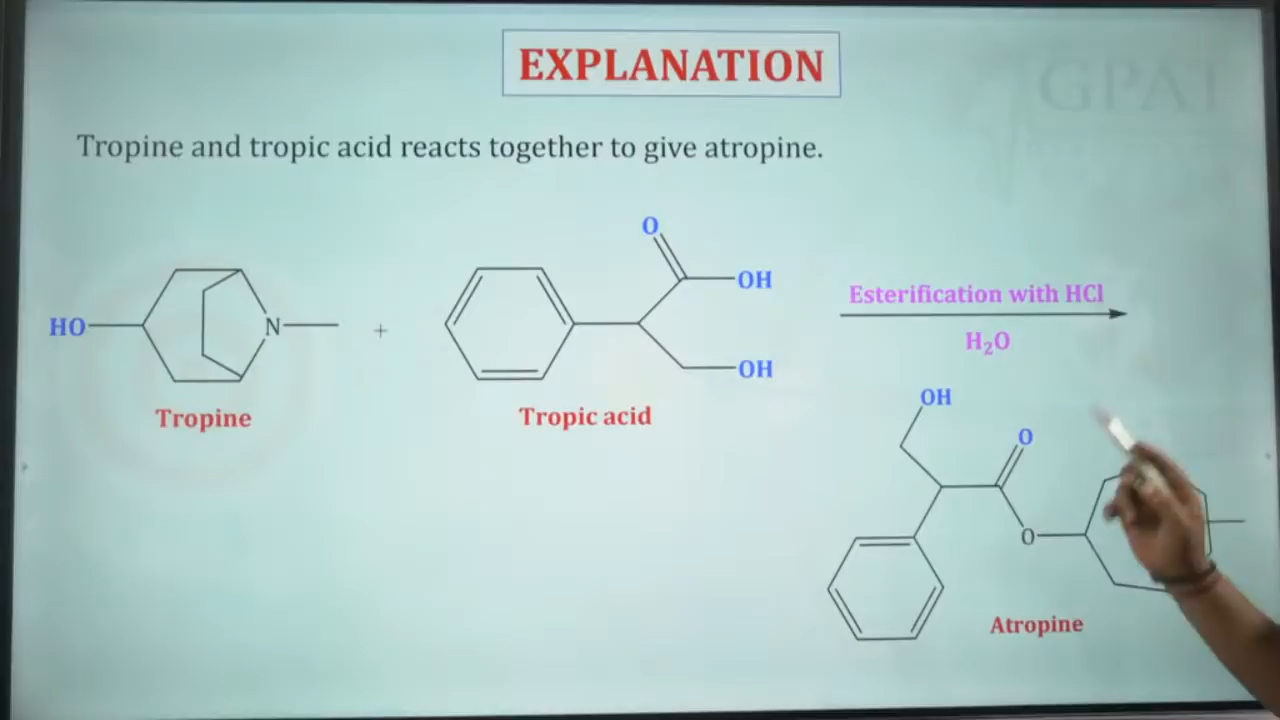 EXPLANATION
GPAT
Tropine and tropic acid reacts together to give atropine.
HO
N
Tropine
+
O
OH
OH
Tropic acid
Esterification with HCl
H₂O
OH
O
O
Atropine